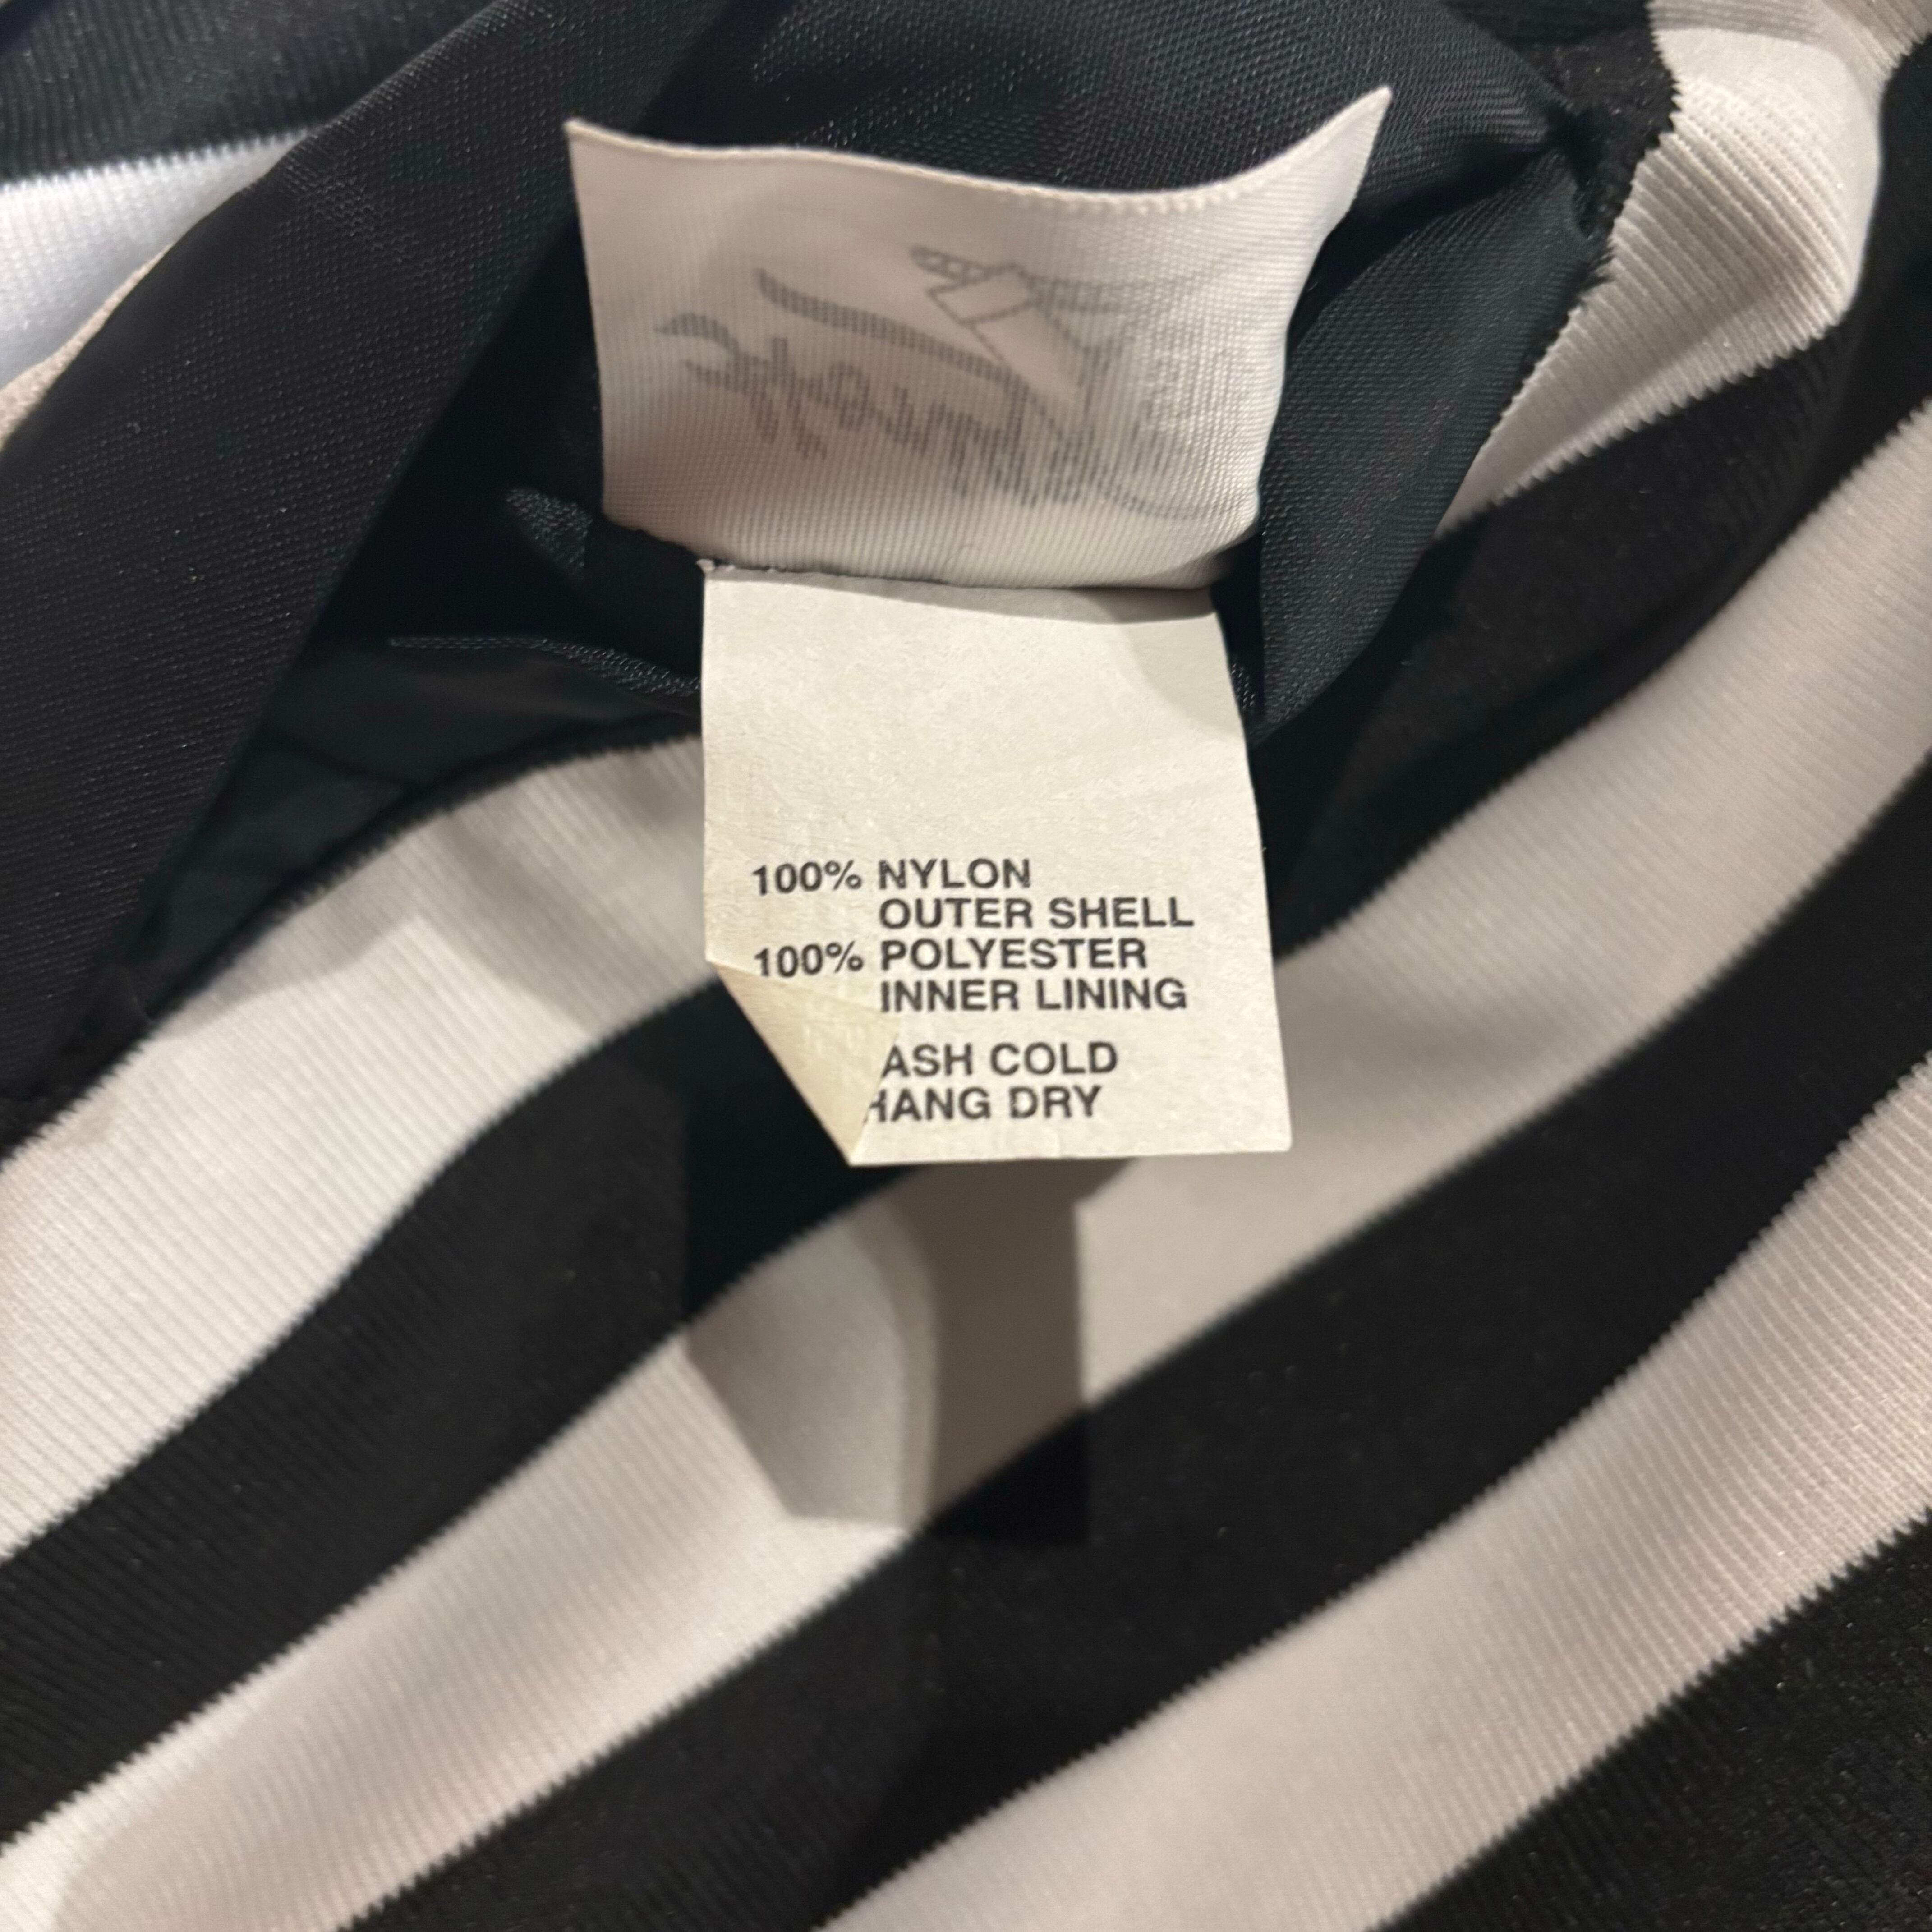 100% NYLON
OUTER SHELL
100% POLYESTER
INNER LINING
ASH COLD
HANG DRY